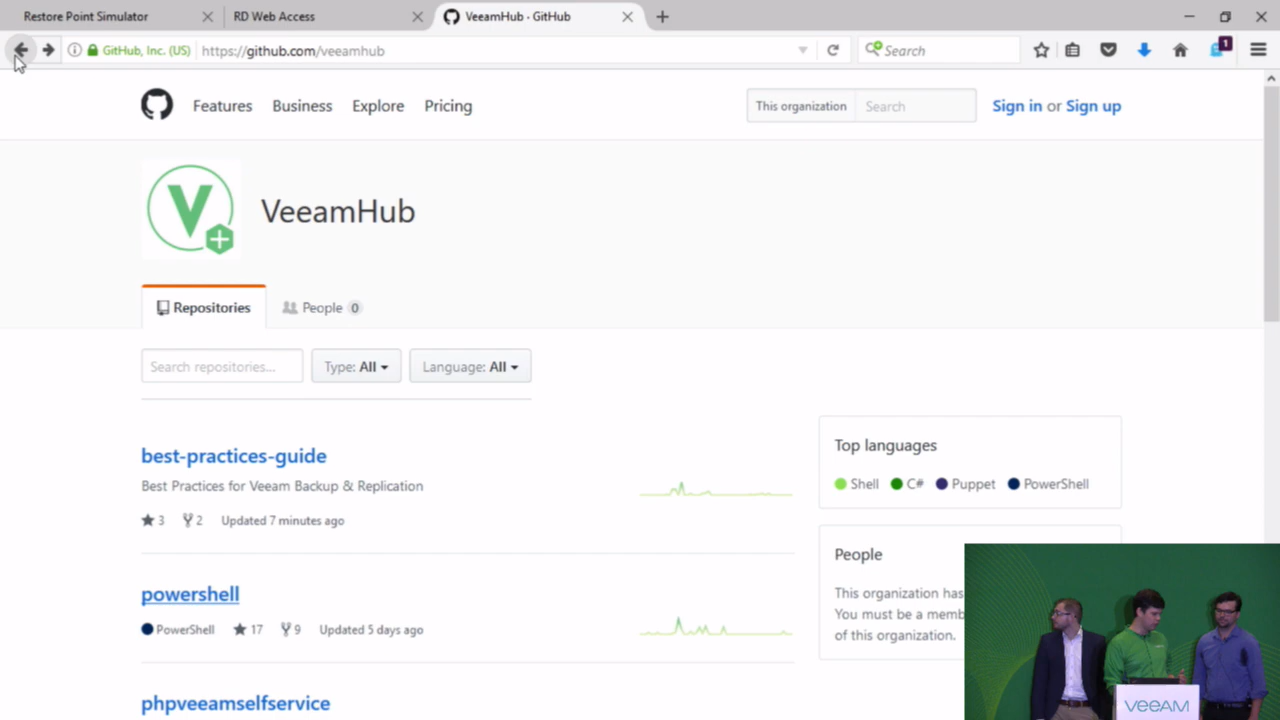 Restore Point Simulator
RD Web Access
VeeamHub · GitHub
GitHub, Inc. (US)
https://github.com/veeamhub
Search
1
Features
Business
Explore
Pricing
This organization
Search
Sign in or Sign up
V
VeeamHub
Repositories
People 0
Search repositories...
Type: All
Language: All
best-practices-guide
Best Practices for Veeam Backup & Replication
3
2
Updated 7 minutes ago
Top languages
Shell
C#
Puppet
PowerShell
People
This organization has
You must be a memb
of this organization.
powershell
PowerShell
17
9
Updated 5 days ago
phpveeamselfservice
VEEAM